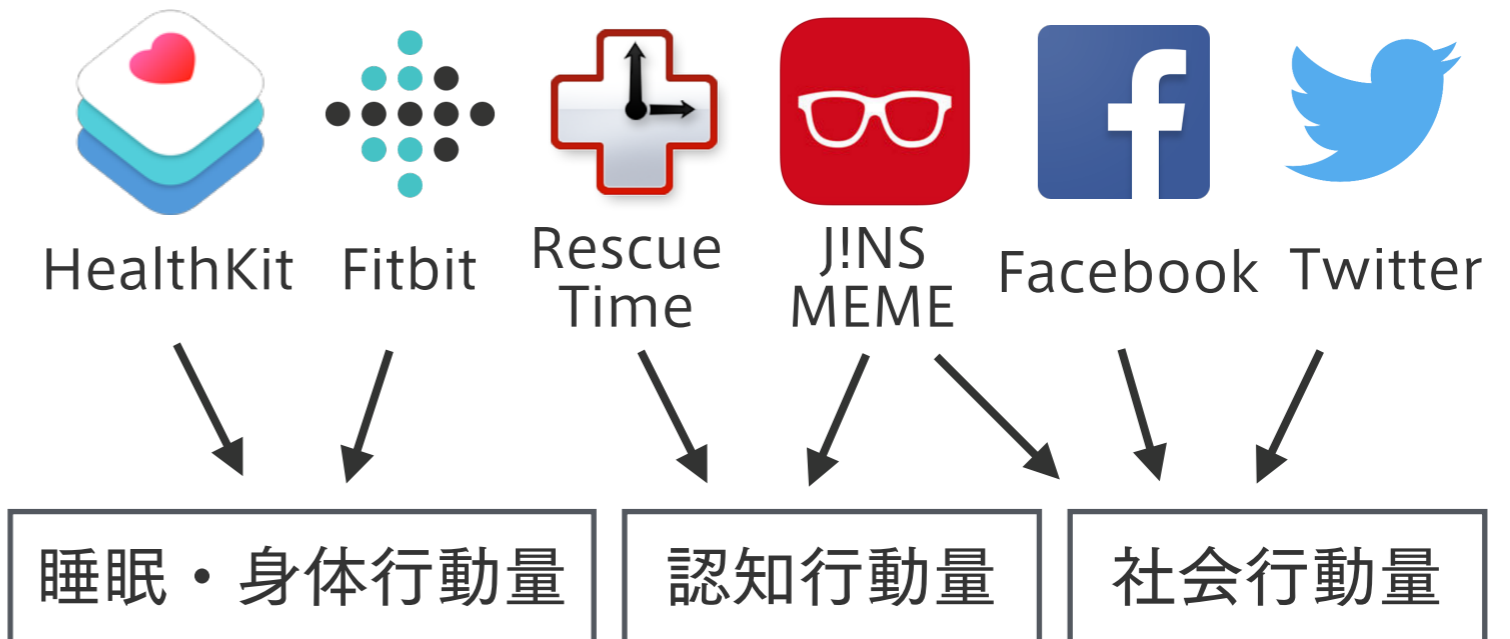 HealthKit
Fitbit
Rescue
Time
J!NS
MEME
Facebook
Twitter
睡眠・身体行動量
認知行動量
社会行動量